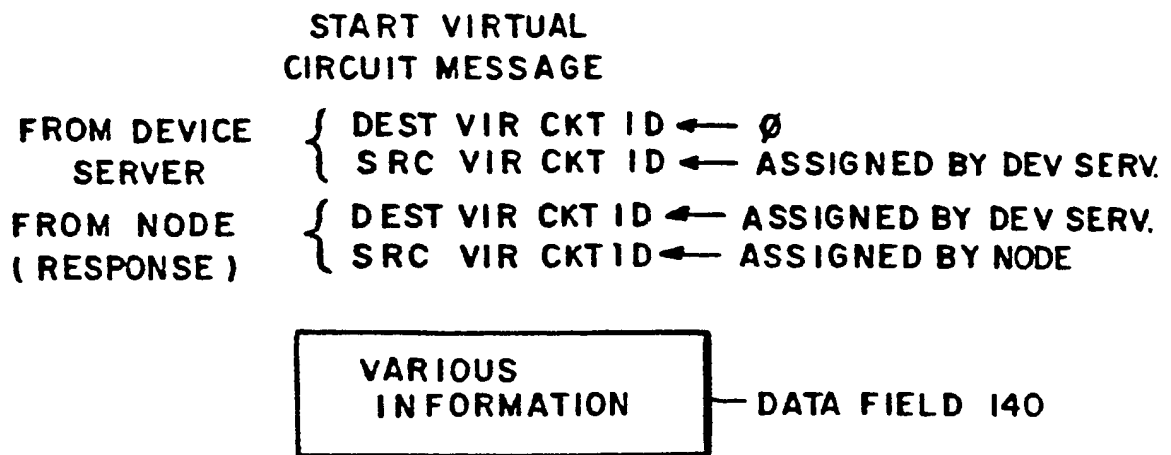 START VIRTUAL
CIRCUIT MESSAGE
FROM DEVICE SERVER { DEST VIR CKT ID ← Ø
SRC VIR CKT ID ← ASSIGNED BY DEV SERV.
FROM NODE (RESPONSE) { DEST VIR CKT ID ← ASSIGNED BY DEV SERV.
SRC VIR CKT ID ← ASSIGNED BY NODE
VARIOUS
INFORMATION
DATA FIELD 140